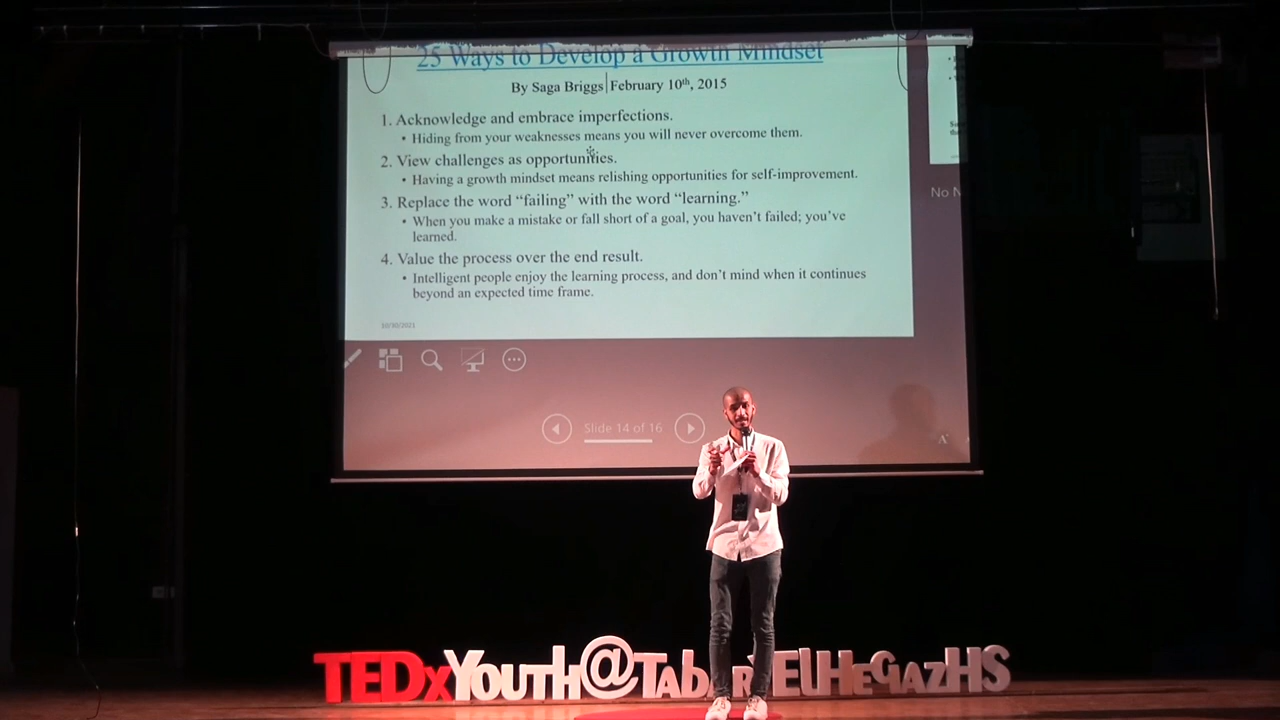 25 Ways to Develop a Growth Mindset
By Saga Briggs February 10th, 2015
1. Acknowledge and embrace imperfections.
• Hiding from your weaknesses means you will never overcome them.
2. View challenges as opportunities.
• Having a growth mindset means relishing opportunities for self-improvement.
3. Replace the word “failing” with the word “learning.”
• When you make a mistake or fall short of a goal, you haven’t failed; you’ve
learned.
4. Value the process over the end result.
• Intelligent people enjoy the learning process, and don’t mind when it continues
beyond an expected time frame.
10/30/2021
No N
Slide 14 of 16
A
TEDxYouTh@TabarYElHeGazHS